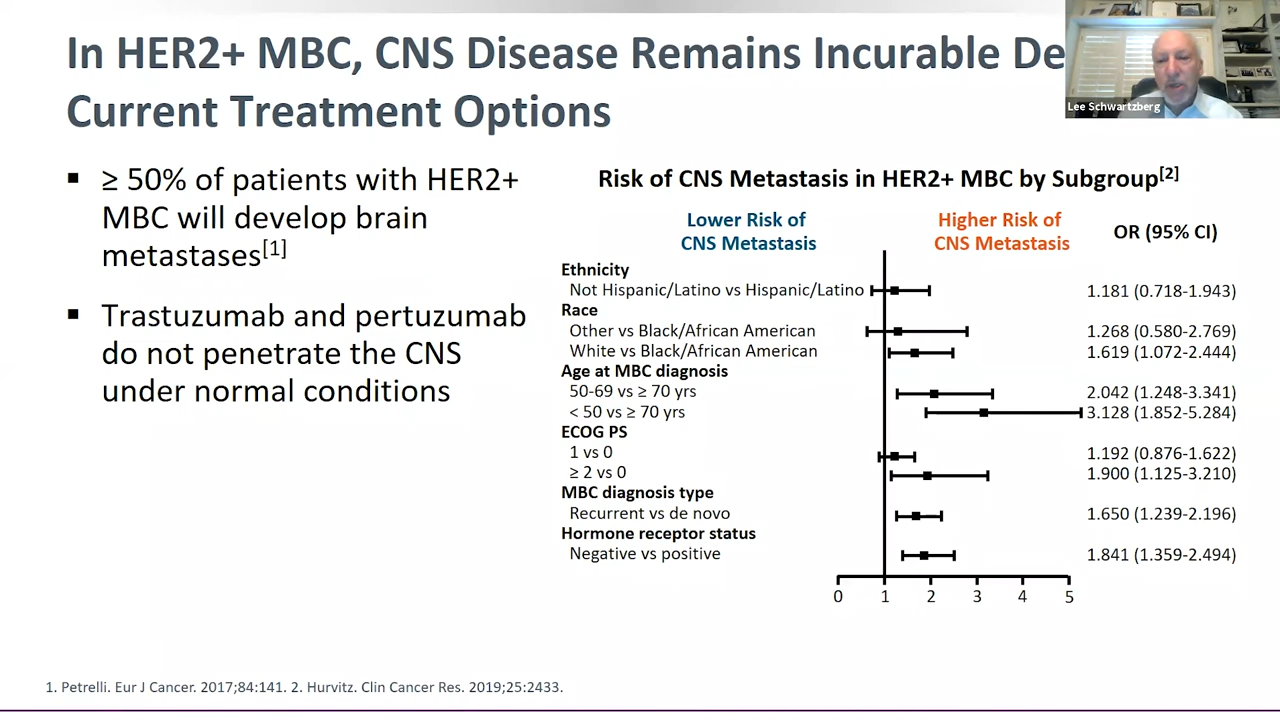 In HER2+ MBC, CNS Disease Remains Incurable De
Current Treatment Options
Lee Schwartzberg
▪ ≥ 50% of patients with HER2+
MBC will develop brain
metastases[1]
▪ Trastuzumab and pertuzumab
do not penetrate the CNS
under normal conditions
Risk of CNS Metastasis in HER2+ MBC by Subgroup[2]
Lower Risk of
CNS Metastasis
Higher Risk of
CNS Metastasis
OR (95% CI)
Ethnicity
Not Hispanic/Latino vs Hispanic/Latino 1.181 (0.718-1.943)
Race
Other vs Black/African American 1.268 (0.580-2.769)
White vs Black/African American 1.619 (1.072-2.444)
Age at MBC diagnosis
50-69 vs ≥ 70 yrs 2.042 (1.248-3.341)
< 50 vs ≥ 70 yrs 3.128 (1.852-5.284)
ECOG PS
1 vs 0 1.192 (0.876-1.622)
≥ 2 vs 0 1.900 (1.125-3.210)
MBC diagnosis type
Recurrent vs de novo 1.650 (1.239-2.196)
Hormone receptor status
Negative vs positive 1.841 (1.359-2.494)
0 1 2 3 4 5
1. Petrelli. Eur J Cancer. 2017;84:141. 2. Hurvitz. Clin Cancer Res. 2019;25:2433.